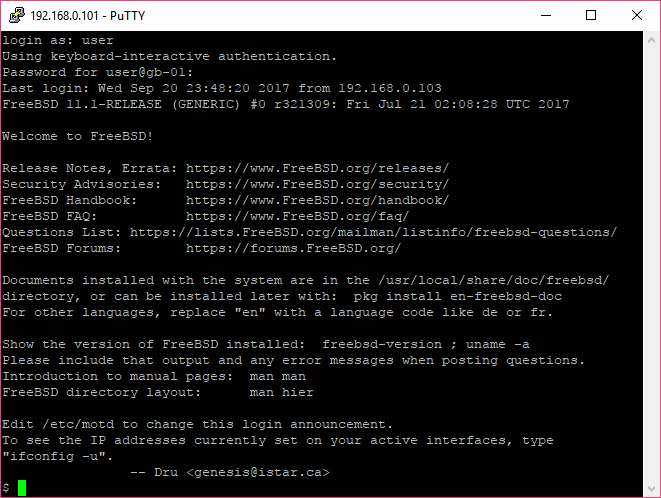 192.168.0.101 - PuTTY
login as: user
Using keyboard-interactive authentication.
Password for user@gb-01:
Last login: Wed Sep 20 23:48:20 2017 from 192.168.0.103
FreeBSD 11.1-RELEASE (GENERIC) #0 r321309: Fri Jul 21 02:08:28 UTC 2017
Welcome to FreeBSD!
Release Notes, Errata: https://www.FreeBSD.org/releases/
Security Advisories:   https://www.FreeBSD.org/security/
FreeBSD Handbook:      https://www.FreeBSD.org/handbook/
FreeBSD FAQ:           https://www.FreeBSD.org/faq/
Questions List: https://lists.FreeBSD.org/mailman/listinfo/freebsd-questions/
FreeBSD Forums:        https://forums.FreeBSD.org/
Documents installed with the system are in the /usr/local/share/doc/freebsd/
directory, or can be installed later with:  pkg install en-freebsd-doc
For other languages, replace "en" with a language code like de or fr.
Show the version of FreeBSD installed:  freebsd-version ; uname -a
Please include that output and any error messages when posting questions.
Introduction to manual pages:  man man
FreeBSD directory layout:      man hier
Edit /etc/motd to change this login announcement.
To see the IP addresses currently set on your active interfaces, type
"ifconfig -u".
-- Dru <genesis@istar.ca>
$